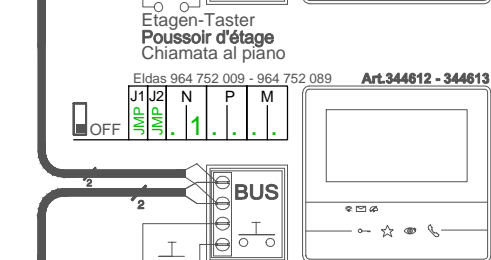 Etagen-Taster
Poussoir d'étage
Chiamata al piano
Eldas 964 752 009 - 964 752 089
Art.344612 - 344613
J1 J2 N P M
OFF JMP JMP . 1 . . . .
2
2
BUS